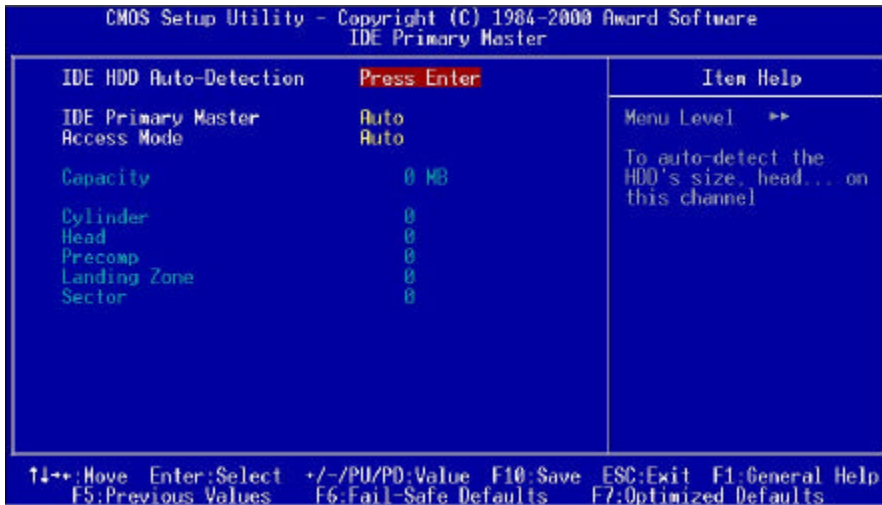 CMOS Setup Utility - Copyright (C) 1984-2000 Award Software
IDE Primary Master
IDE HDD Auto-Detection Press Enter
IDE Primary Master Auto
Access Mode Auto
Capacity 0 MB
Cylinder 0
Head 0
Precomp 0
Landing Zone 0
Sector 0
Item Help
Menu Level ►►
To auto-detect the
HDD's size, head... on
this channel
↑↓→←:Move Enter:Select +/-/PU/PD:Value F10:Save ESC:Exit F1:General Help
F5:Previous Values F6:Fail-Safe Defaults F7:Optimized Defaults